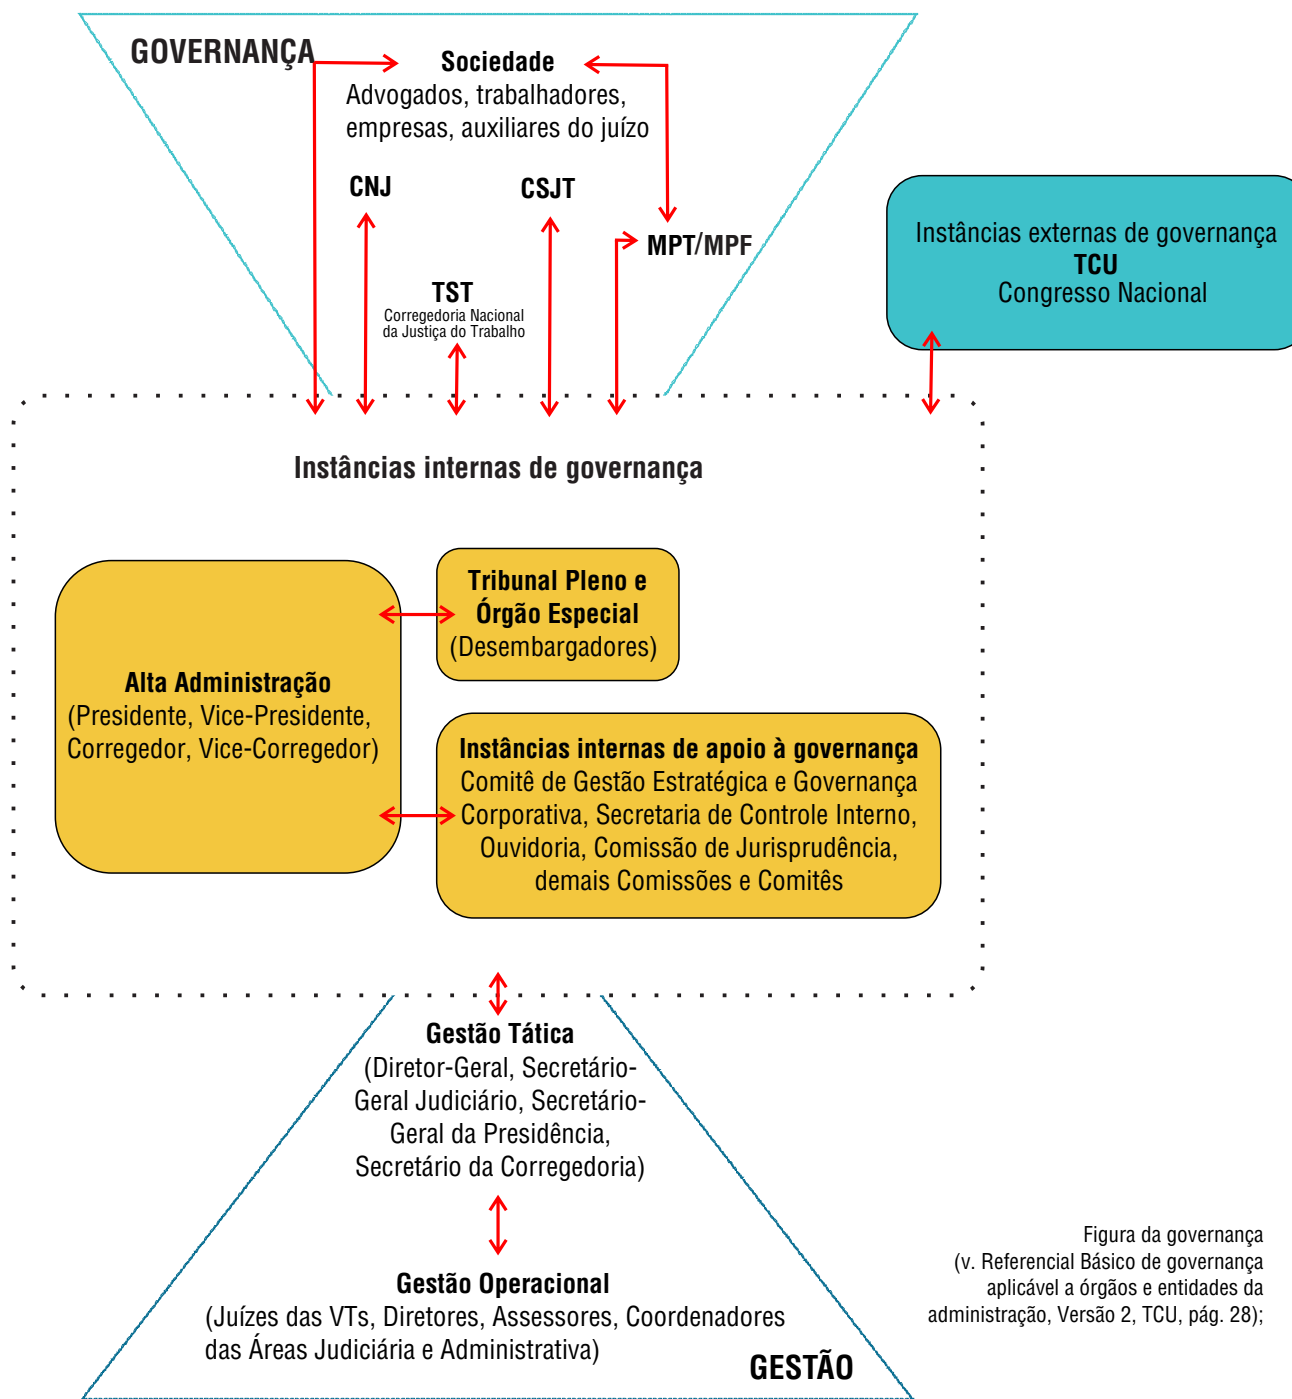 GOVERNANÇA
Sociedade
Advogados, trabalhadores,
empresas, auxiliares do juízo
CNJ
CSJT
MPT/MPF
TST
Corregedoria Nacional
da Justiça do Trabalho
Instâncias externas de governança
TCU
Congresso Nacional
Instâncias internas de governança
Tribunal Pleno e
Órgão Especial
(Desembargadores)
Alta Administração
(Presidente, Vice-Presidente,
Corregedor, Vice-Corregedor)
Instâncias internas de apoio à governança
Comitê de Gestão Estratégica e Governança
Corporativa, Secretaria de Controle Interno,
Ouvidoria, Comissão de Jurisprudência,
demais Comissões e Comitês
Gestão Tática
(Diretor-Geral, Secretário-
Geral Judiciário, Secretário-
Geral da Presidência,
Secretário da Corregedoria)
Gestão Operacional
(Juízes das VTs, Diretores, Assessores, Coordenadores
das Áreas Judiciária e Administrativa)
GESTÃO
Figura da governança
(v. Referencial Básico de governança
aplicável a órgãos e entidades da
administração, Versão 2, TCU, pág. 28);